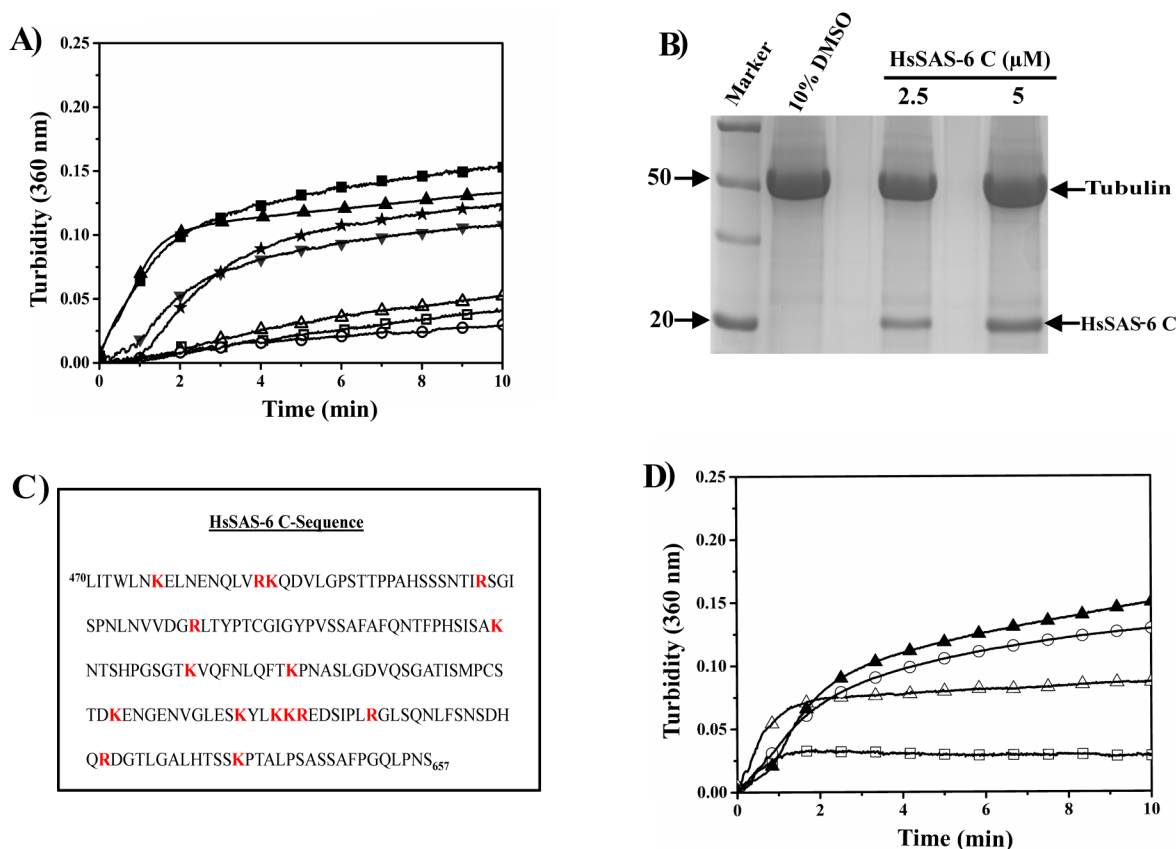 A)
0.25
0.20
0.15
0.10
0.05
0.00
Turbidity (360 nm)
0 2 4 6 8 10
Time (min)
B)
Marker
10% DMSO
HsSAS-6 C (µM)
2.5 5
50
Tubulin
20
HsSAS-6 C
C)
HsSAS-6 C-Sequence
470LITWLNKELNENQLVRKQDVLGPSTTPPAHSSSNTIRSGI
SPNLNVVDGRLTYPTCGIGYPVSSAFAFQNTFPHSISAK
NTSHPGSGTKVQFNLQFTKPNASLGDVQSGATISMPCS
TDKENGENVGLESKYLKKREDSIPLRGLSQNLFSNSDH
QRDGTLGALHTSSKPTALPSASSAFPGQLPNS657
D)
0.25
0.20
0.15
0.10
0.05
0.00
Turbidity (360 nm)
0 2 4 6 8 10
Time (min)